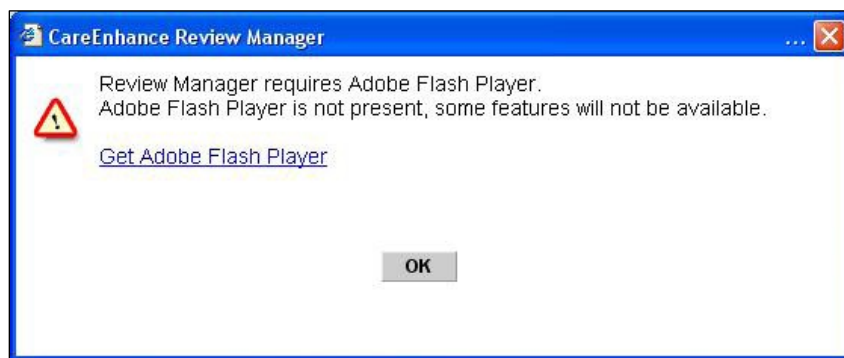 CareEnhance Review Manager ...
Review Manager requires Adobe Flash Player.
Adobe Flash Player is not present, some features will not be available.
Get Adobe Flash Player
OK